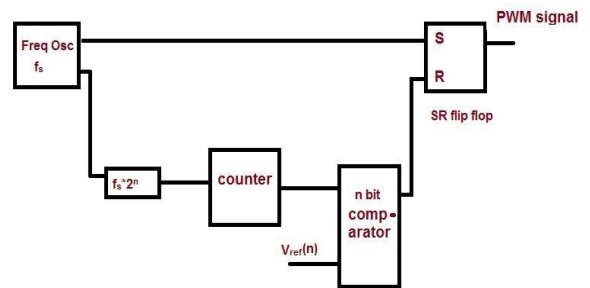 PWM signal
Freq Osc
fs
S
R
SR flip flop
fs*2ⁿ
counter
n bit
comp-
arator
Vref(n)